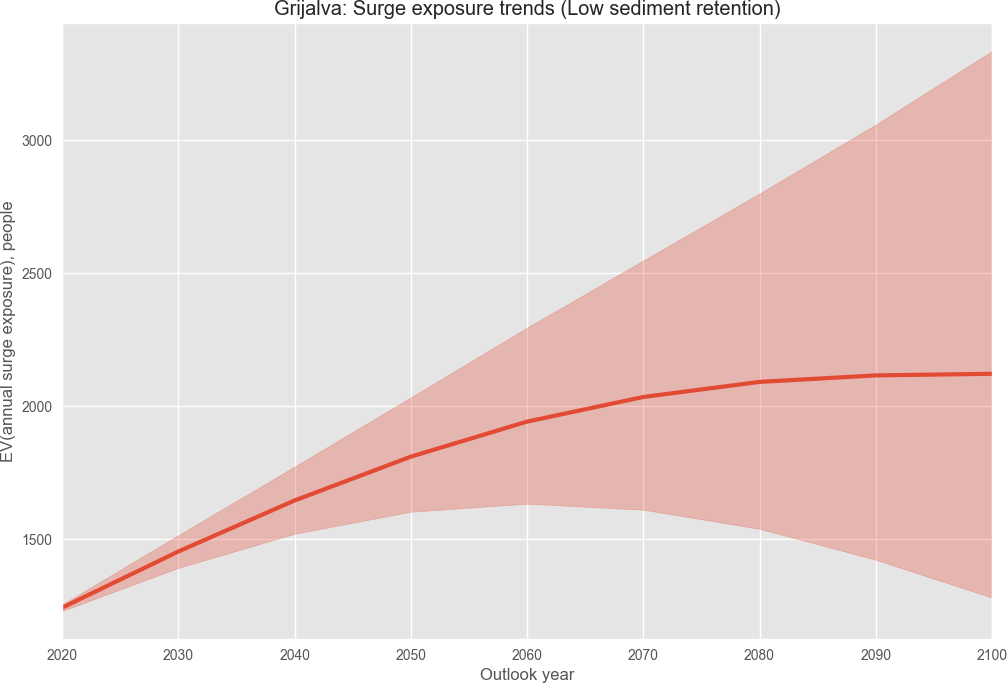 Grijalva: Surge exposure trends (Low sediment retention)
EV(annual surge exposure), people
3000
2500
2000
1500
2020 2030 2040 2050 2060 2070 2080 2090 2100
Outlook year